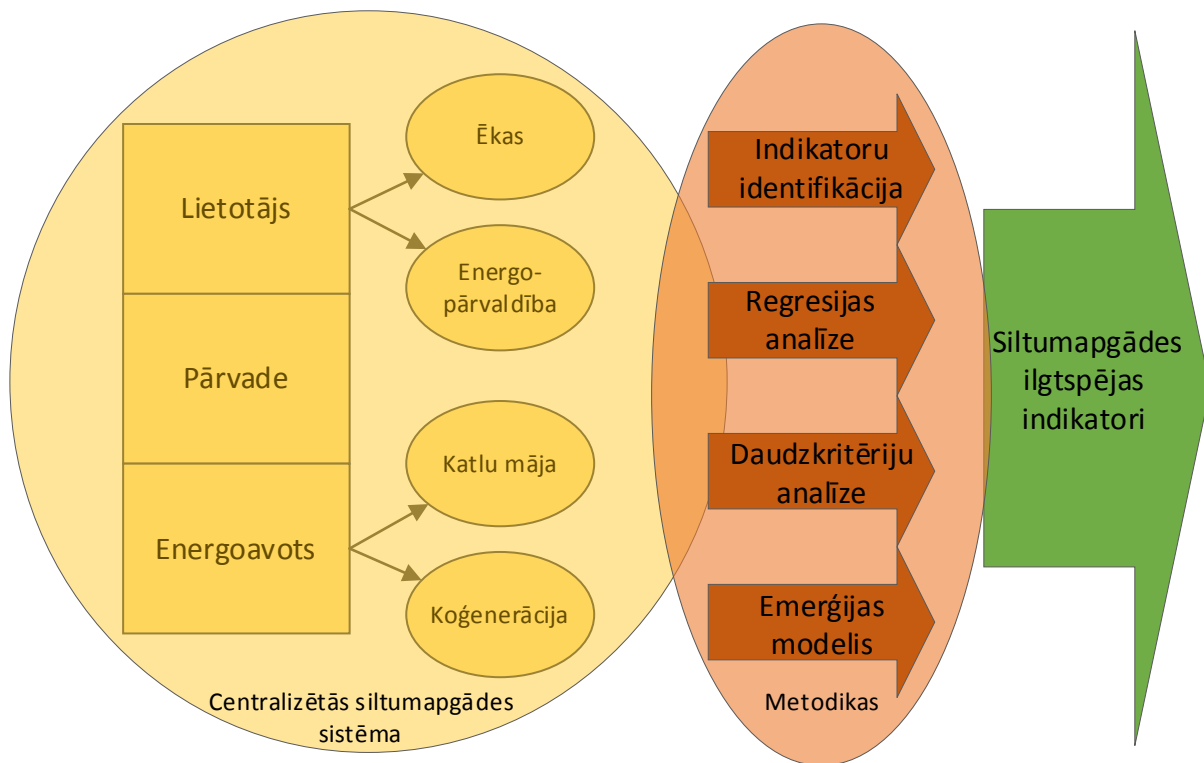 Lietotājs
Pārvade
Energoavots
Ēkas
Energo-
pārvaldība
Katlu māja
Koģenerācija
Centralizētās siltumapgādes
sistēma
Indikatoru
identifikācija
Regresijas
analīze
Daudzkritēriju
analīze
Emerģijas
modelis
Metodikas
Siltumapgādes
ilgtspējas
indikatori